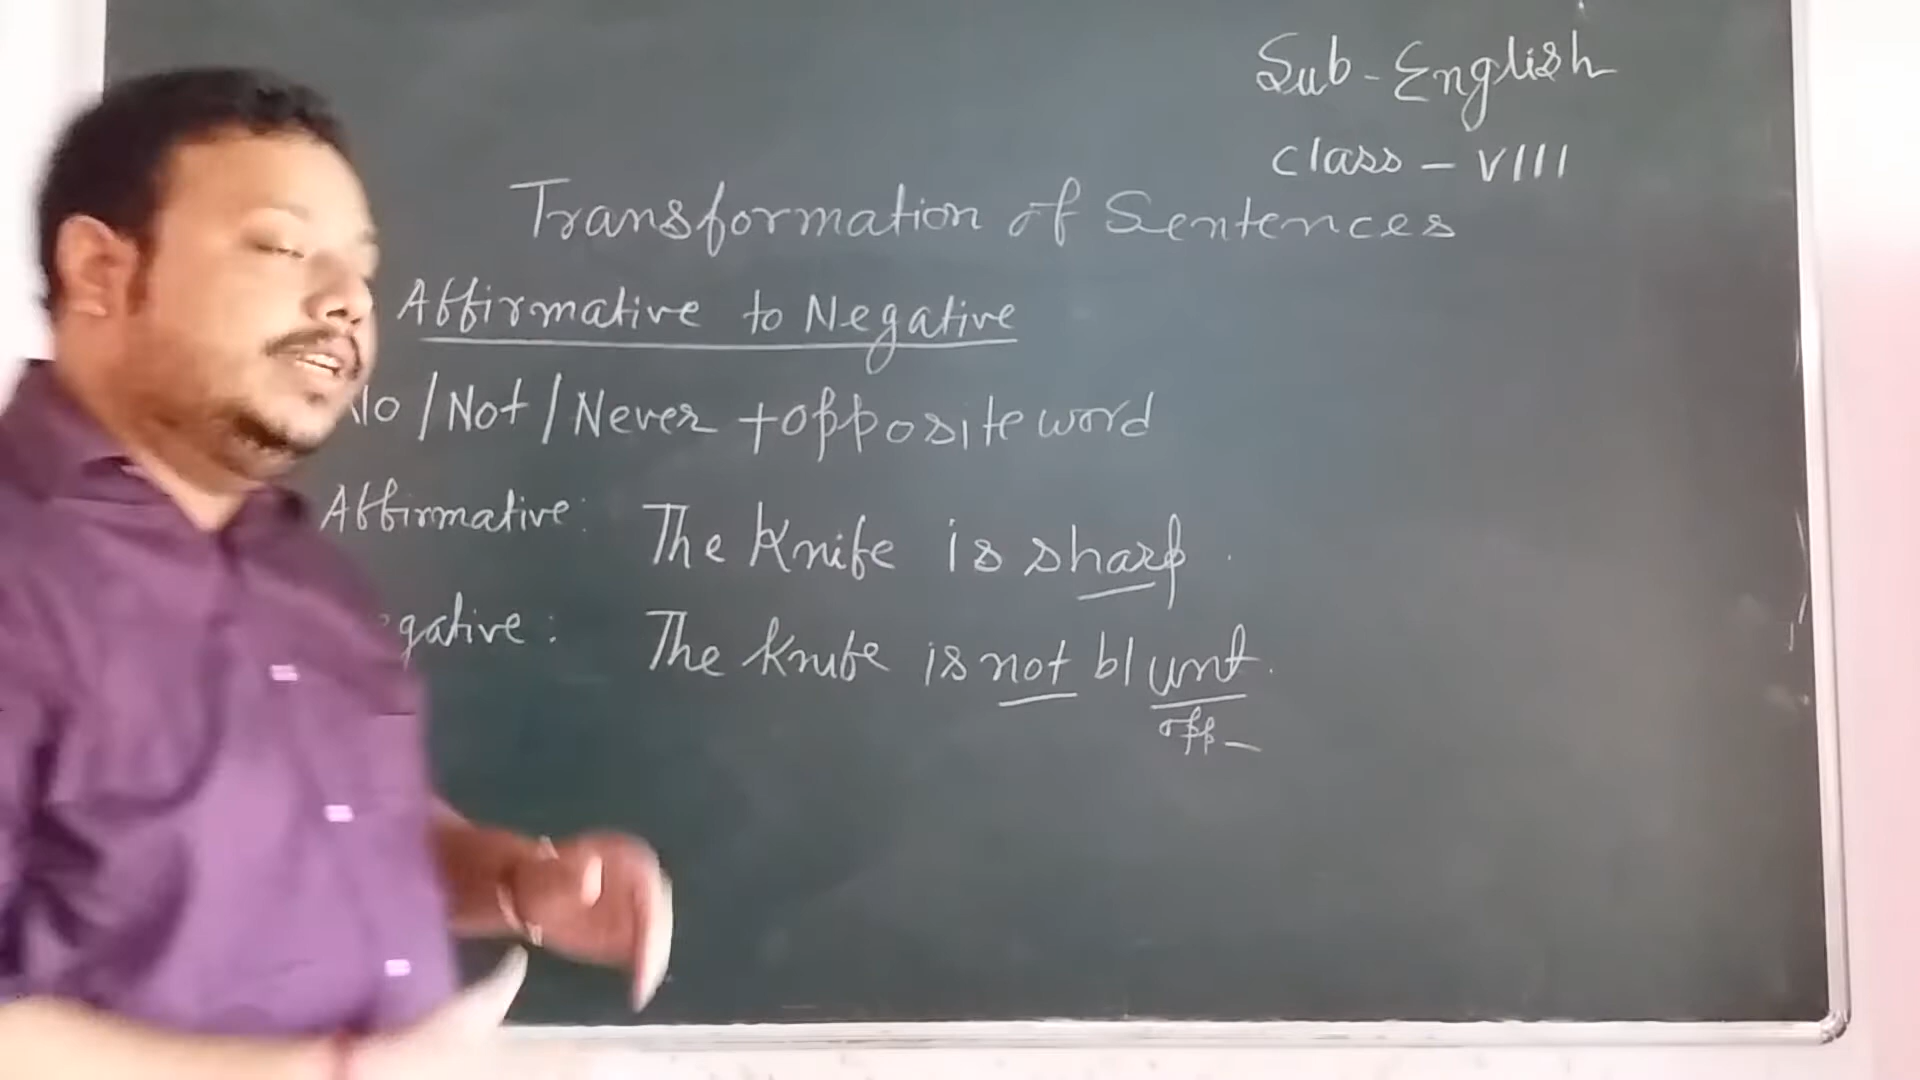 Sub - English
Class - VIII
Transformation of Sentences
Affirmative to Negative
No / Not / Never + opposite word
Affirmative: The Knife is sharp.
gative: The Knife is not blunt.
opp -